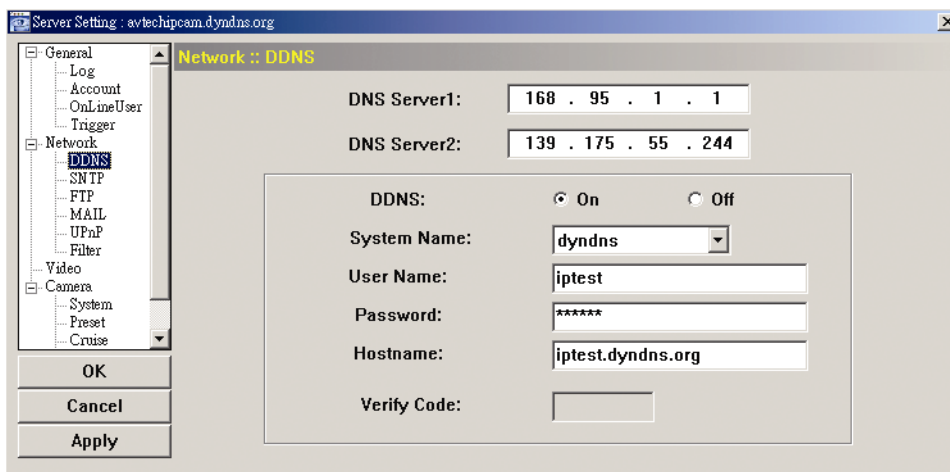 Server Setting : avtechipcam.dyndns.org
General
Log
Account
OnLineUser
Trigger
Network
DDNS
SNTP
FTP
MAIL
UPnP
Filter
Video
Camera
System
Preset
Cruise
OK
Cancel
Apply
Network :: DDNS
DNS Server1: 168 . 95 . 1 . 1
DNS Server2: 139 . 175 . 55 . 244
DDNS: On Off
System Name: dyndns
User Name: iptest
Password: ******
Hostname: iptest.dyndns.org
Verify Code: